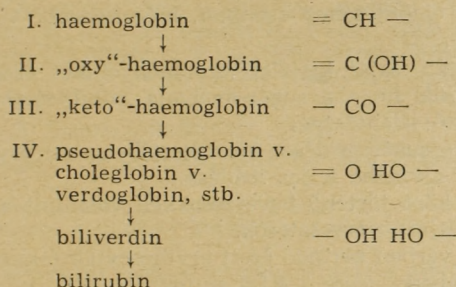 I. haemoglobin = CH —
↓
II. „oxy“-haemoglobin = C (OH) —
↓
III. „keto“-haemoglobin — CO —
↓
IV. pseudohaemoglobin v.
choleglobin v. = O HO —
verdoglobin, stb.
↓
biliverdin — OH HO —
↓
bilirubin